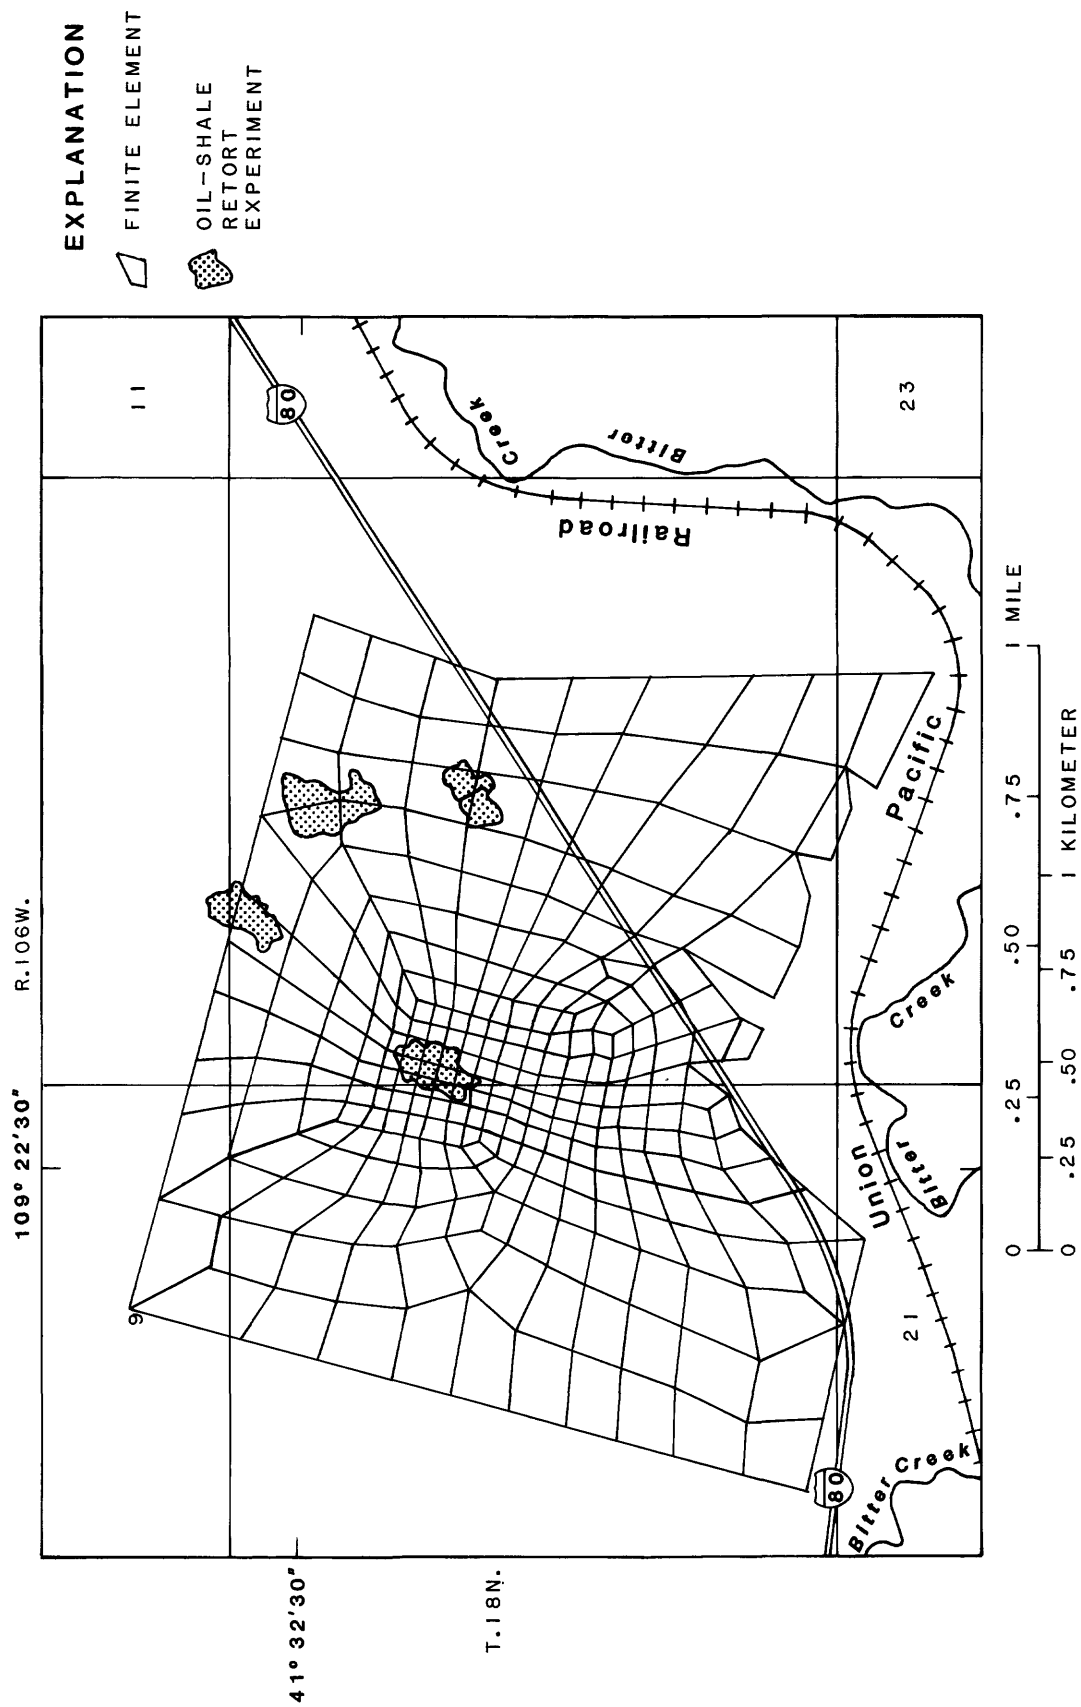 EXPLANATION
FINITE ELEMENT
OIL-SHALE
RETORT
EXPERIMENT
R.106W.
109° 22'30"
41° 32'30"
T.18N.
11
80
9
23
21
80
Creek
Bitter
Railroad
Pacific
Union
Creek
Bitter
Bitter Creek
0 .25 .50 .75 1 MILE
0 .25 .50 .75 1 KILOMETER